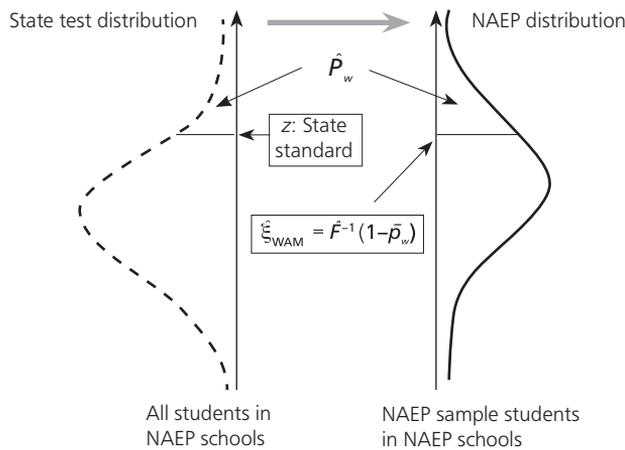 State test distribution
NAEP distribution
P̂w
z: State
standard
ξ̂WAM = F̂⁻¹(1–p̄w)
All students in
NAEP schools
NAEP sample students
in NAEP schools